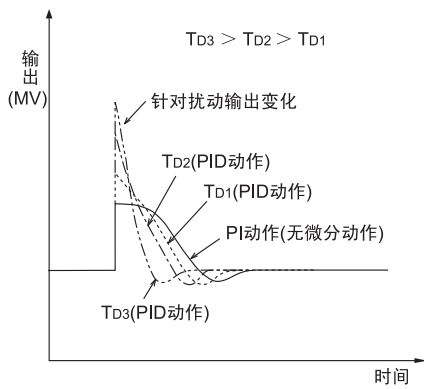 TD3 > TD2 > TD1
输出
(MV)
针对扰动输出变化
TD2(PID动作)
TD1(PID动作)
PI动作(无微分动作)
TD3(PID动作)
时间